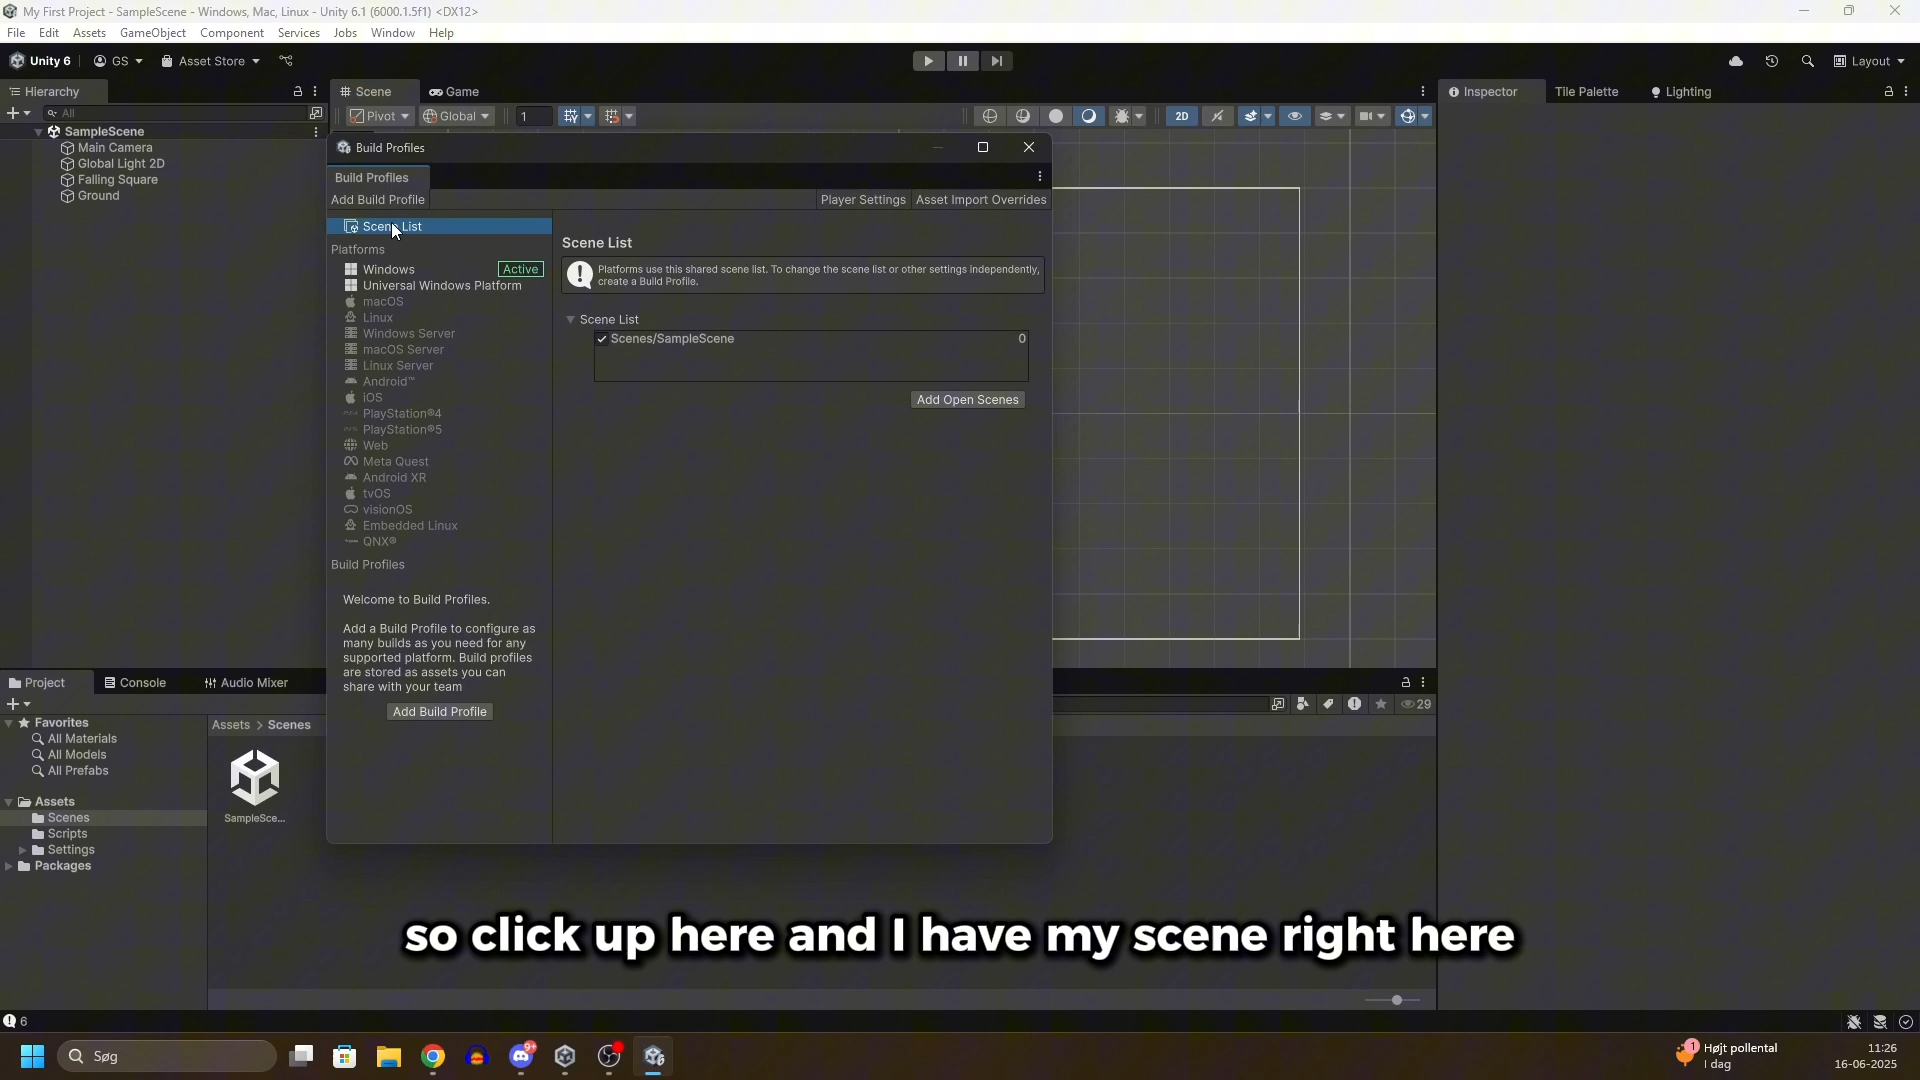 My First Project - SampleScene - Windows, Mac, Linux - Unity 6.1 (6000.1.5f1) <DX12>
File Edit Assets GameObject Component Services Jobs Window Help
Unity 6 GS Asset Store Layout
Hierarchy Scene Game Inspector Tile Palette Lighting
All Pivot Global 1 2D
SampleScene
Main Camera
Global Light 2D
Falling Square
Ground
Build Profiles
Build Profiles
Add Build Profile Player Settings Asset Import Overrides
Scene List
Platforms
Windows Active
Universal Windows Platform
macOS
Linux
Windows Server
macOS Server
Linux Server
Android™
iOS
PlayStation®4
PlayStation®5
Web
Meta Quest
Android XR
tvOS
visionOS
Embedded Linux
QNX®
Build Profiles
Welcome to Build Profiles.
Add a Build Profile to configure as
many builds as you need for any
supported platform. Build profiles
are stored as assets you can
share with your team
Add Build Profile
Scene List
Platforms use this shared scene list. To change the scene list or other settings independently,
create a Build Profile.
Scene List
Scenes/SampleScene 0
Add Open Scenes
Project Console Audio Mixer
29
Favorites
All Materials
All Models
All Prefabs
Assets
Scenes
Scripts
Settings
Packages
Assets > Scenes
SampleSce...
so click up here and I have my scene right here
6
Søg
9+
1
Højt pollental
I dag
11:26
16-06-2025